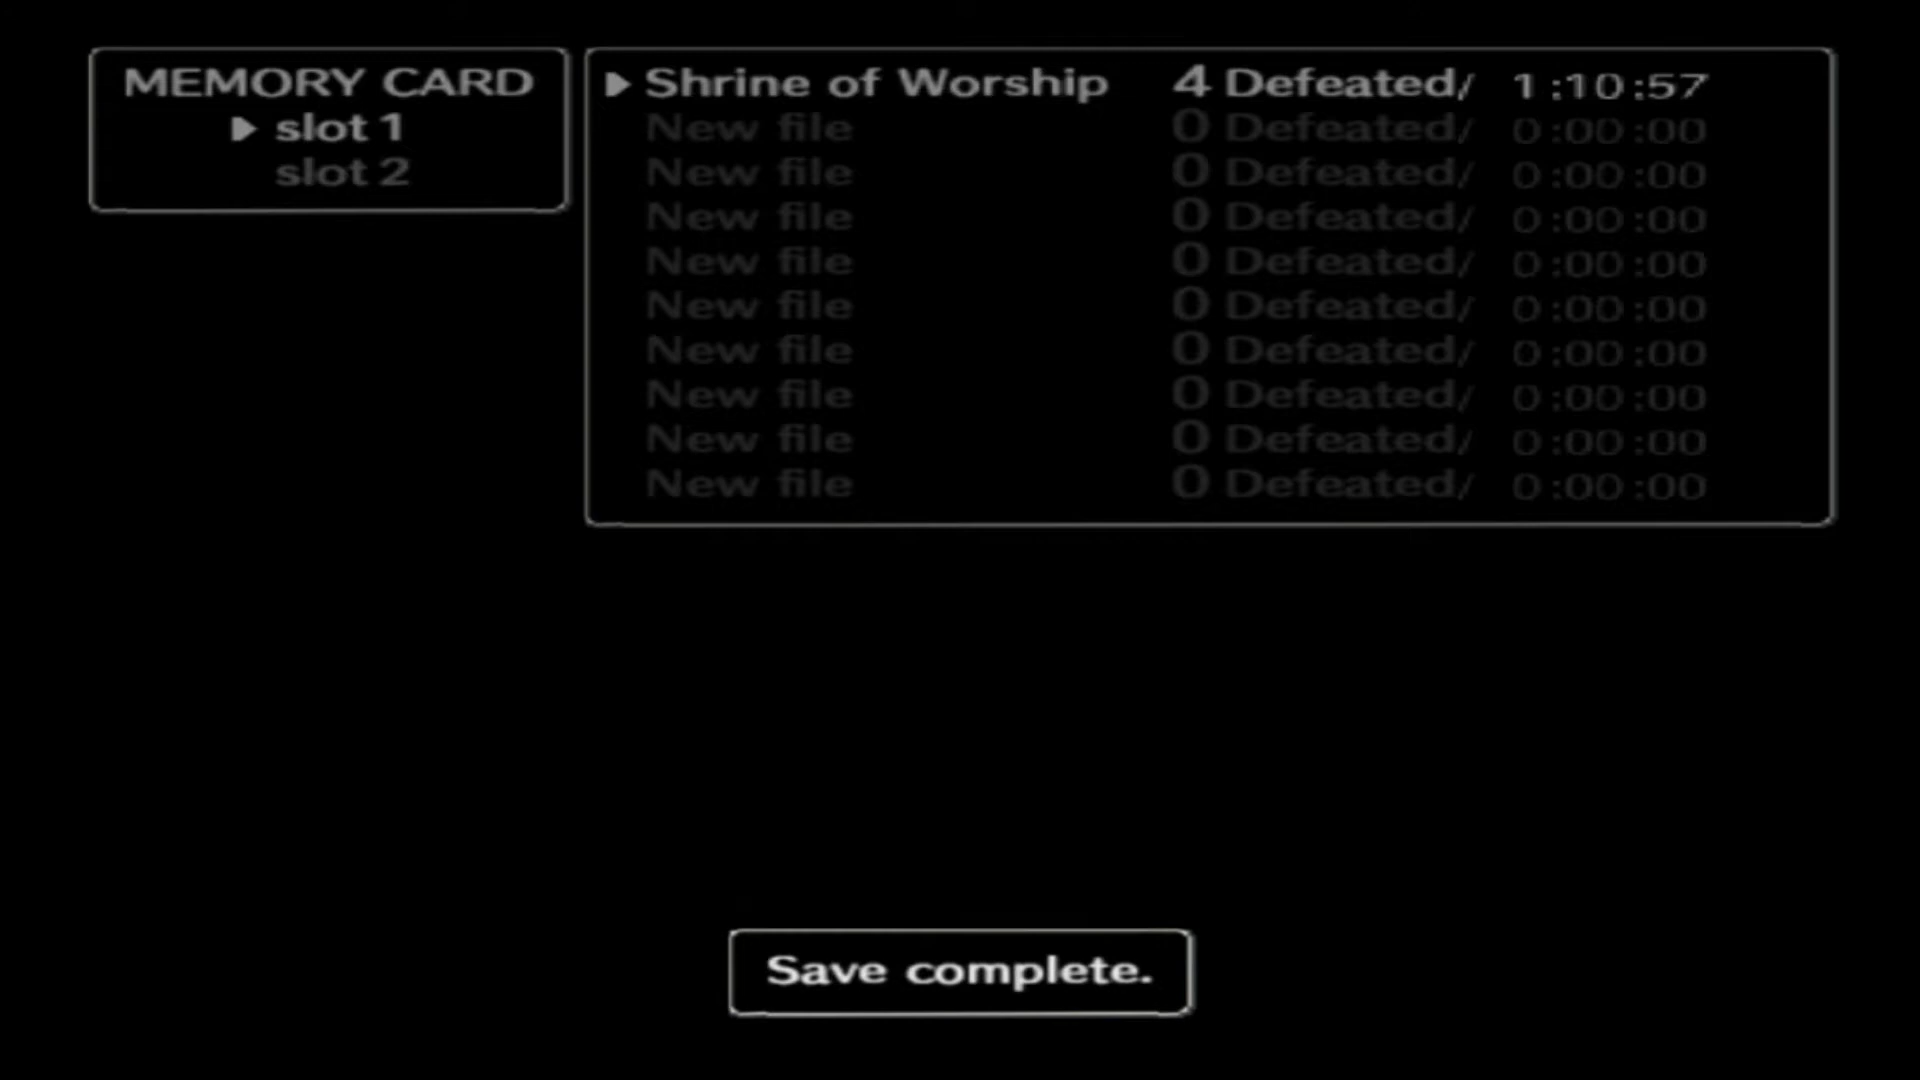 MEMORY CARD
slot 1
slot 2
Shrine of Worship 4 Defeated/ 1:10:57
New file 0 Defeated/ 0:00:00
New file 0 Defeated/ 0:00:00
New file 0 Defeated/ 0:00:00
New file 0 Defeated/ 0:00:00
New file 0 Defeated/ 0:00:00
New file 0 Defeated/ 0:00:00
New file 0 Defeated/ 0:00:00
New file 0 Defeated/ 0:00:00
New file 0 Defeated/ 0:00:00
Save complete.